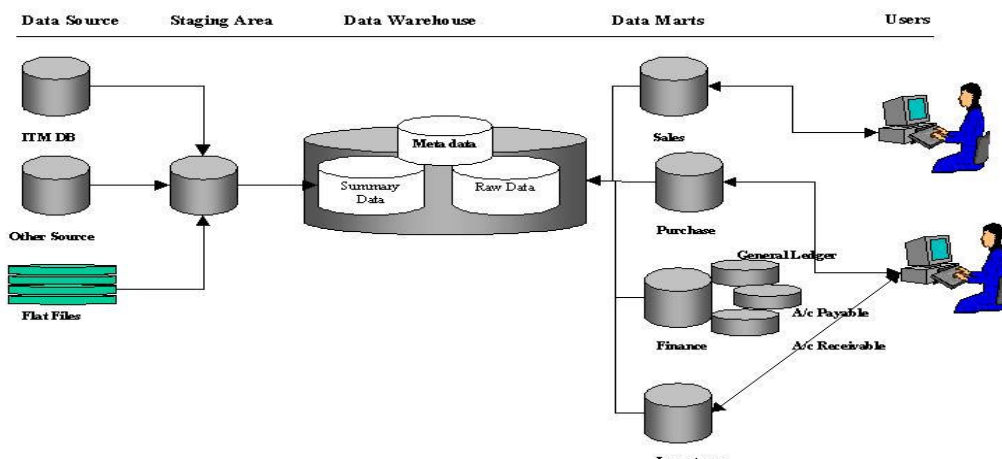 Data Source Staging Area Data Warehouse Data Marts Users
ITM DB
Other Source
Flat Files
Meta data
Summary
Data
Raw Data
Sales
Purchase
General Ledger
A/c Payable
Finance
A/c Receivable